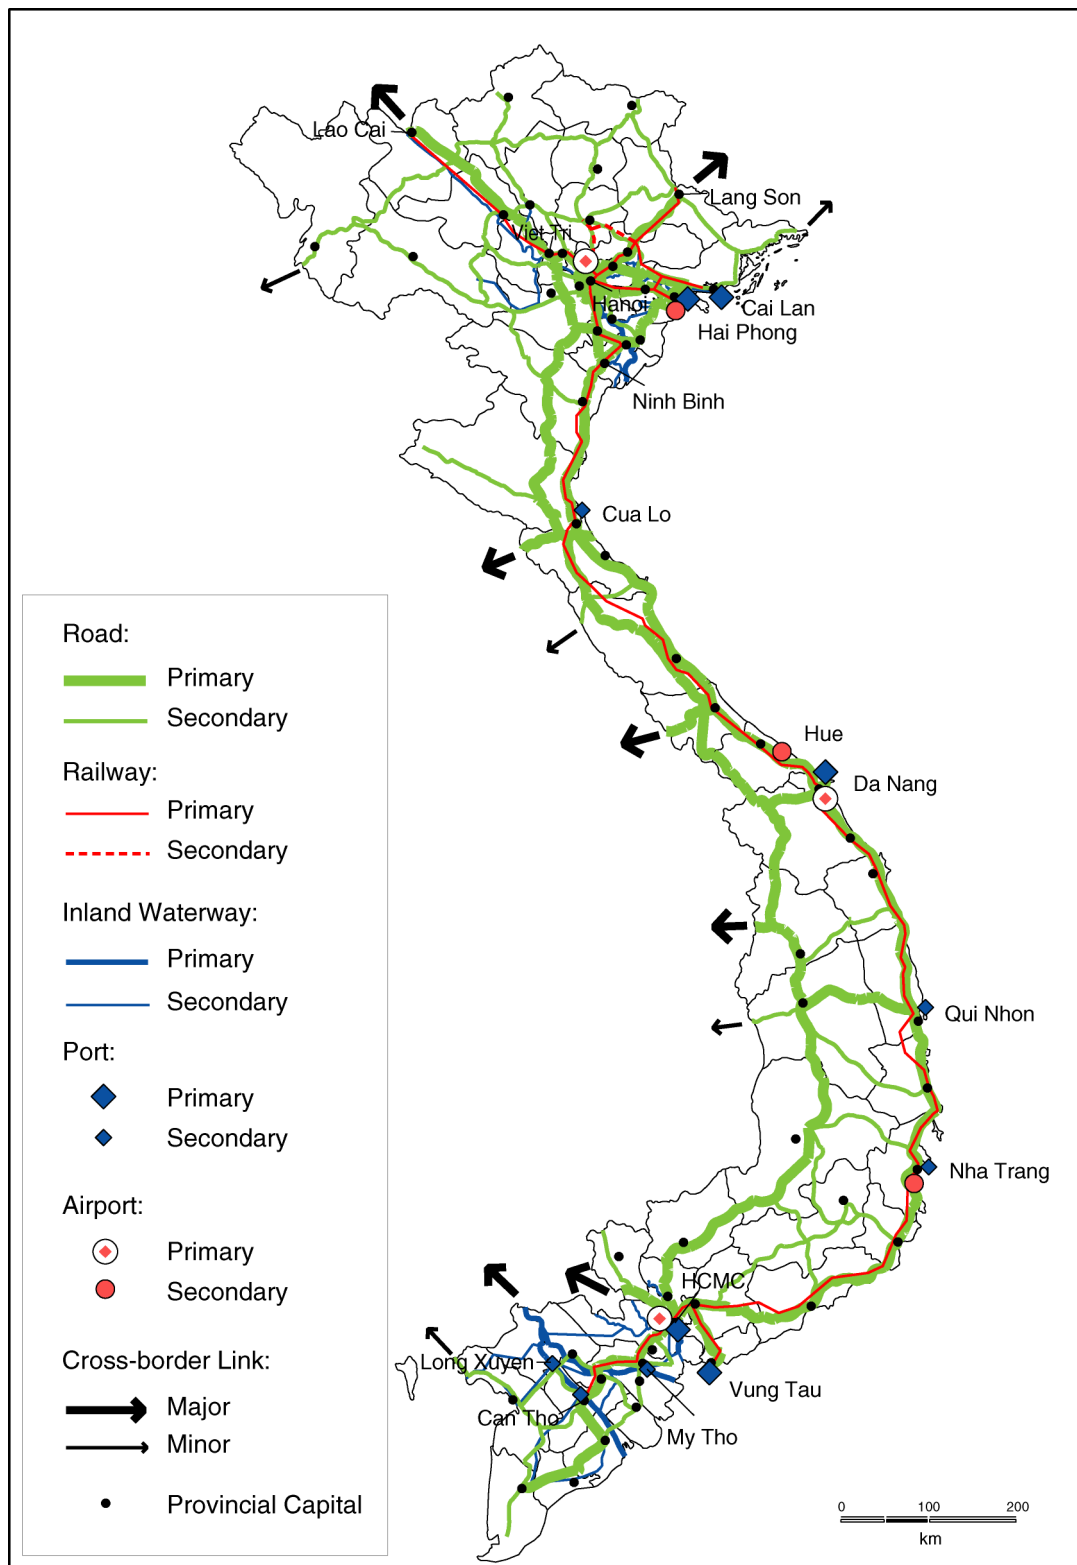 Lao Cai
Lang Son
Viet Tri
Hanoi
Cai Lan
Hai Phong
Ninh Binh
Cua Lo
Hue
Da Nang
Qui Nhon
Nha Trang
HCMC
Long Xuyen
Vung Tau
Can Tho
My Tho
Road:
Primary
Secondary
Railway:
Primary
Secondary
Inland Waterway:
Primary
Secondary
Port:
Primary
Secondary
Airport:
Primary
Secondary
Cross-border Link:
Major
Minor
Provincial Capital
0 100 200
km